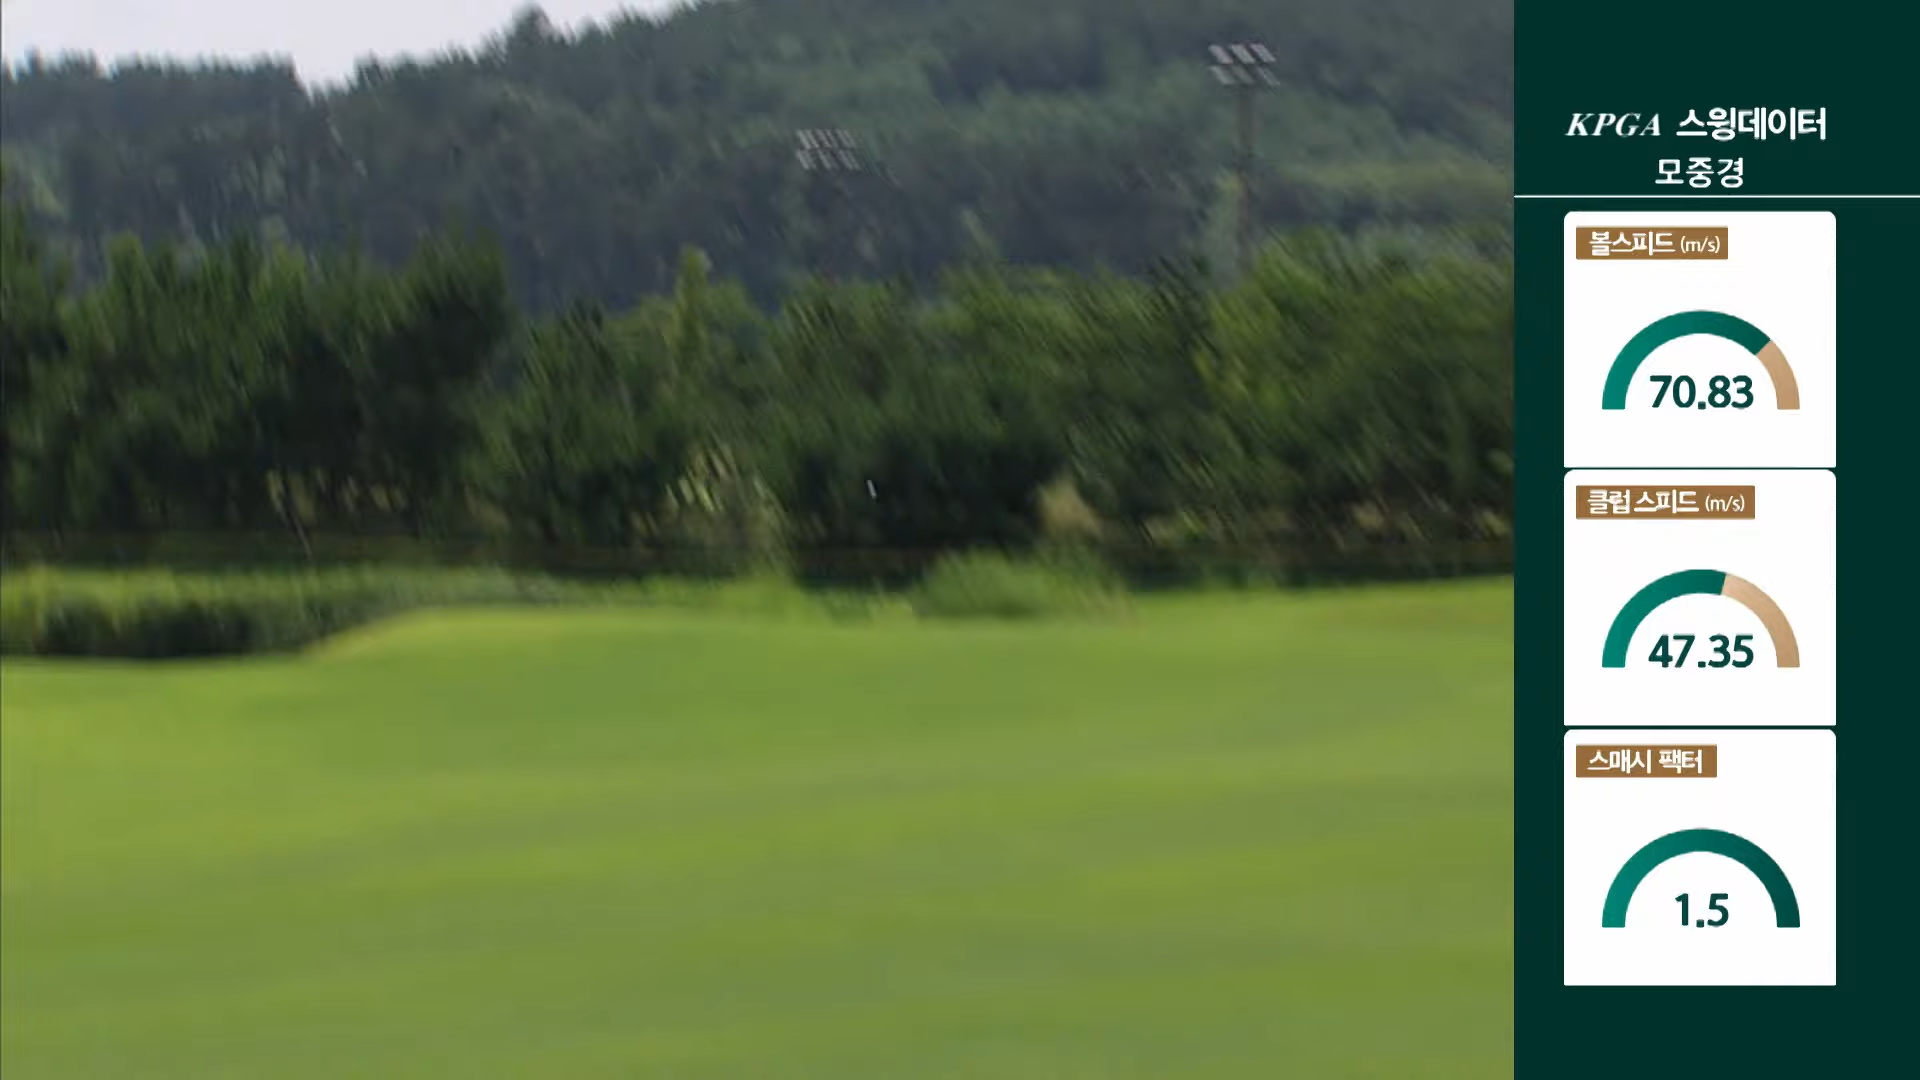 KPGA 스윙데이터
모중경
볼스피드 (m/s)
70.83
클럽 스피드 (m/s)
47.35
스매시 팩터
1.5